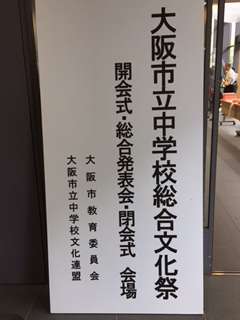 大阪市立中学校総合文化祭
開会式・総合発表会・閉会式　会場
大阪市教育委員会
大阪市立中学校文化連盟